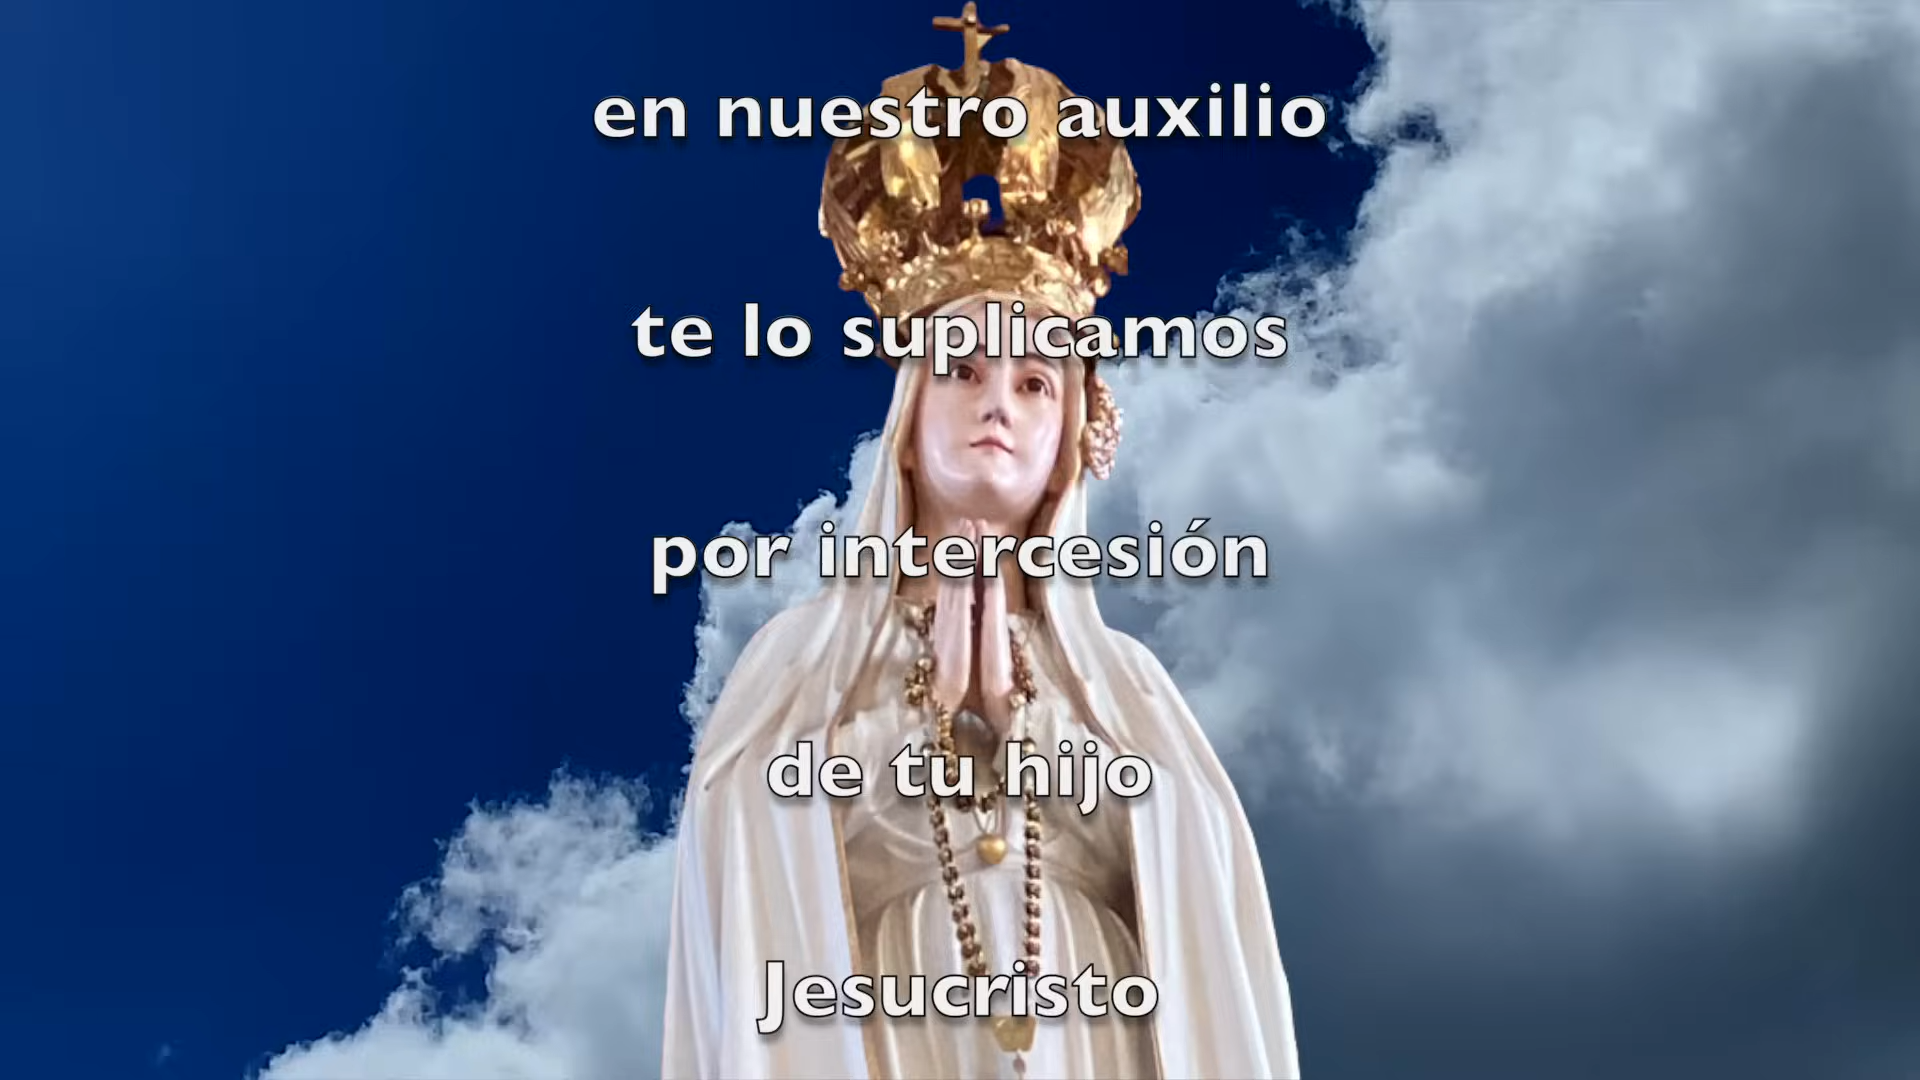 en nuestro auxilio
te lo suplicamos
por intercesión
de tu hijo
Jesucristo